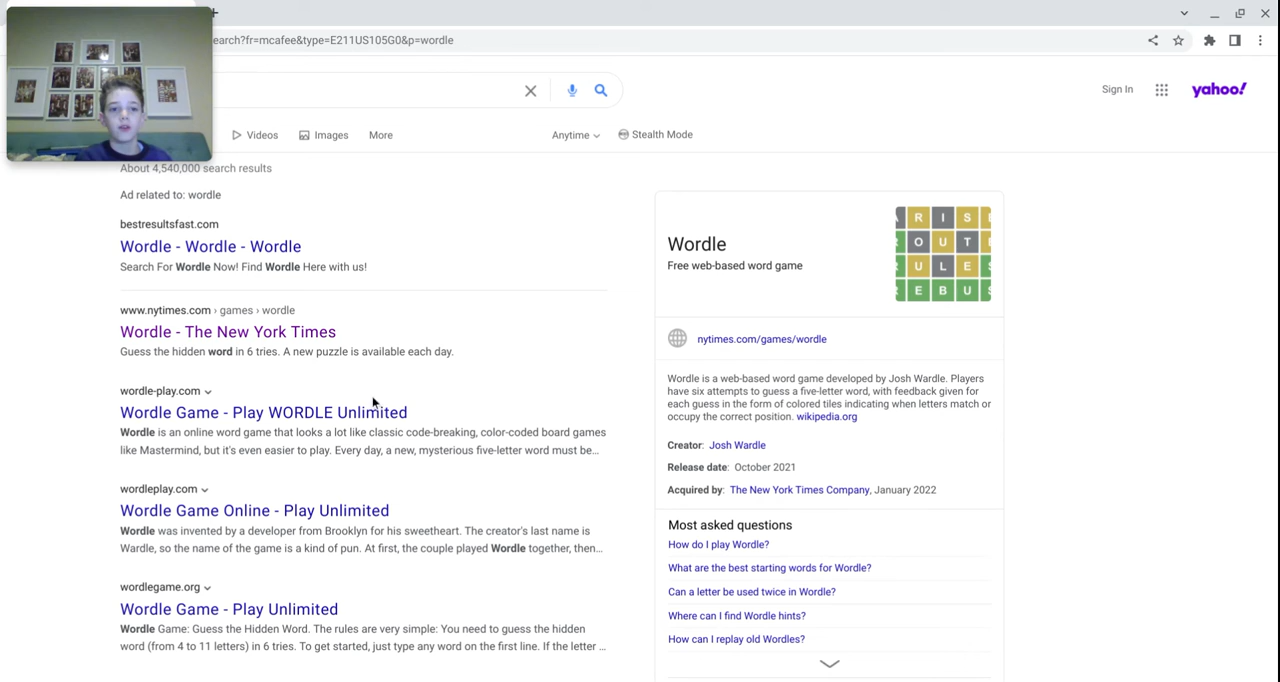 earch?fr=mcafee&type=E211US105G0&p=wordle
Sign In
yahoo!
Videos
Images
More
Anytime
Stealth Mode
About 4,540,000 search results
Ad related to: wordle
bestresultsfast.com
Wordle - Wordle - Wordle
Search For Wordle Now! Find Wordle Here with us!
www.nytimes.com › games › wordle
Wordle - The New York Times
Guess the hidden word in 6 tries. A new puzzle is available each day.
wordle-play.com
Wordle Game - Play WORDLE Unlimited
Wordle is an online word game that looks a lot like classic code-breaking, color-coded board games
like Mastermind, but it's even easier to play. Every day, a new, mysterious five-letter word must be…
wordleplay.com
Wordle Game Online - Play Unlimited
Wordle was invented by a developer from Brooklyn for his sweetheart. The creator's last name is
Wardle, so the name of the game is a kind of pun. At first, the couple played Wordle together, then…
wordlegame.org
Wordle Game - Play Unlimited
Wordle Game: Guess the Hidden Word. The rules are very simple: You need to guess the hidden
word (from 4 to 11 letters) in 6 tries. To get started, just type any word on the first line. If the letter …
Wordle
Free web-based word game
A R I S E
R O U T E
R U L E S
R E B U S
nytimes.com/games/wordle
Wordle is a web-based word game developed by Josh Wardle. Players
have six attempts to guess a five-letter word, with feedback given for
each guess in the form of colored tiles indicating when letters match or
occupy the correct position. wikipedia.org
Creator: Josh Wardle
Release date: October 2021
Acquired by: The New York Times Company, January 2022
Most asked questions
How do I play Wordle?
What are the best starting words for Wordle?
Can a letter be used twice in Wordle?
Where can I find Wordle hints?
How can I replay old Wordles?